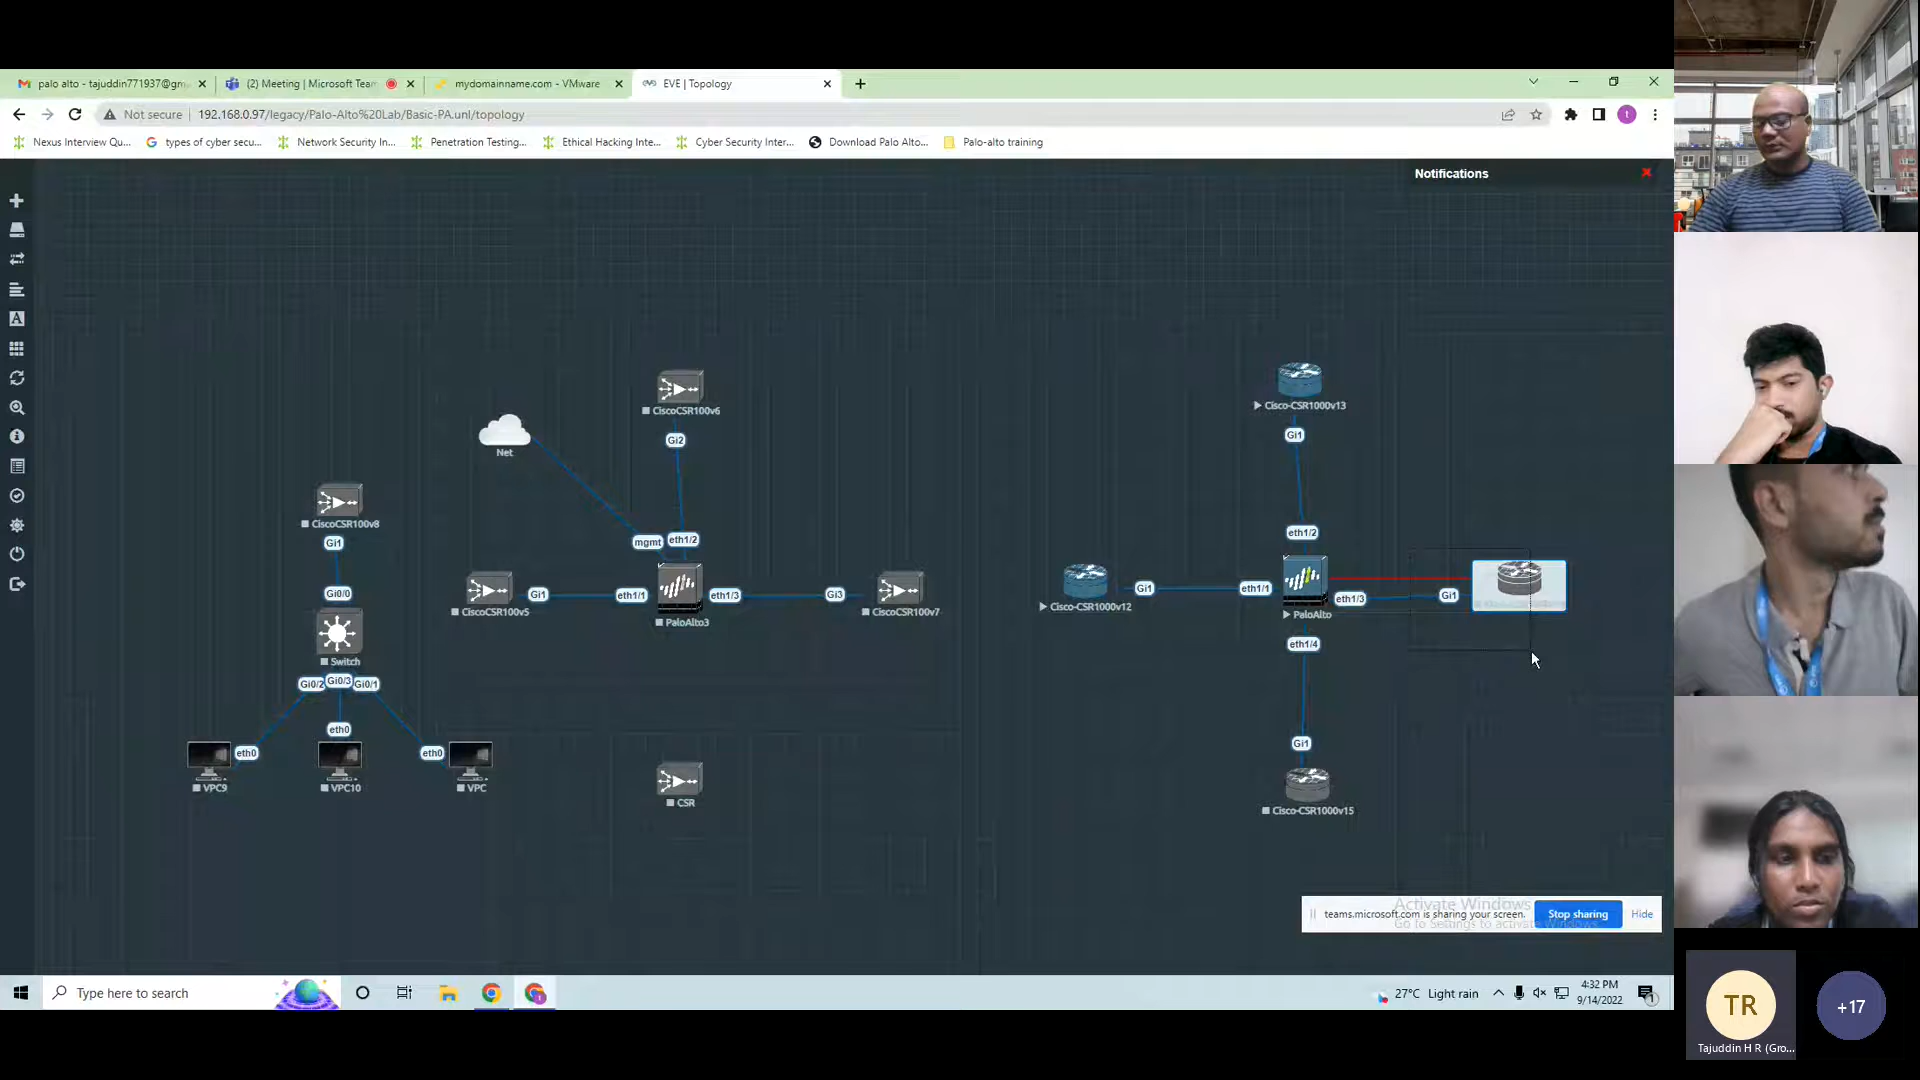 palo alto - tajuddin771937@gm
(2) Meeting | Microsoft Team
mydomainname.com - VMware
EVE | Topology
Not secure
192.168.0.97/legacy/Palo-Alto%20Lab/Basic-PA.unl/topology
t
Nexus Interview Qu...
types of cyber secu...
Network Security In...
Penetration Testing...
Ethical Hacking Inte...
Cyber Security Inter...
Download Palo Alto...
Palo-alto training
Notifications
CiscoCSR100v6
Gi2
Net
mgmt
eth1/2
CiscoCSR100v8
Gi1
Gi0/0
Switch
Gi0/2
Gi0/3
Gi0/1
eth0
eth0
eth0
VPC9
VPC10
VPC
CiscoCSR100v5
Gi1
eth1/1
PaloAlto3
eth1/3
Gi3
CiscoCSR100v7
CSR
Cisco-CSR1000v13
Gi1
eth1/2
Cisco-CSR1000v12
Gi1
eth1/1
PaloAlto
eth1/3
Gi1
eth1/4
Gi1
Cisco-CSR1000v15
Activate Windows
Go to Settings to activate Windows.
teams.microsoft.com is sharing your screen.
Stop sharing
Hide
Type here to search
27°C Light rain
4:32 PM
9/14/2022
1
TR
Tajuddin H R (Gro...
+17